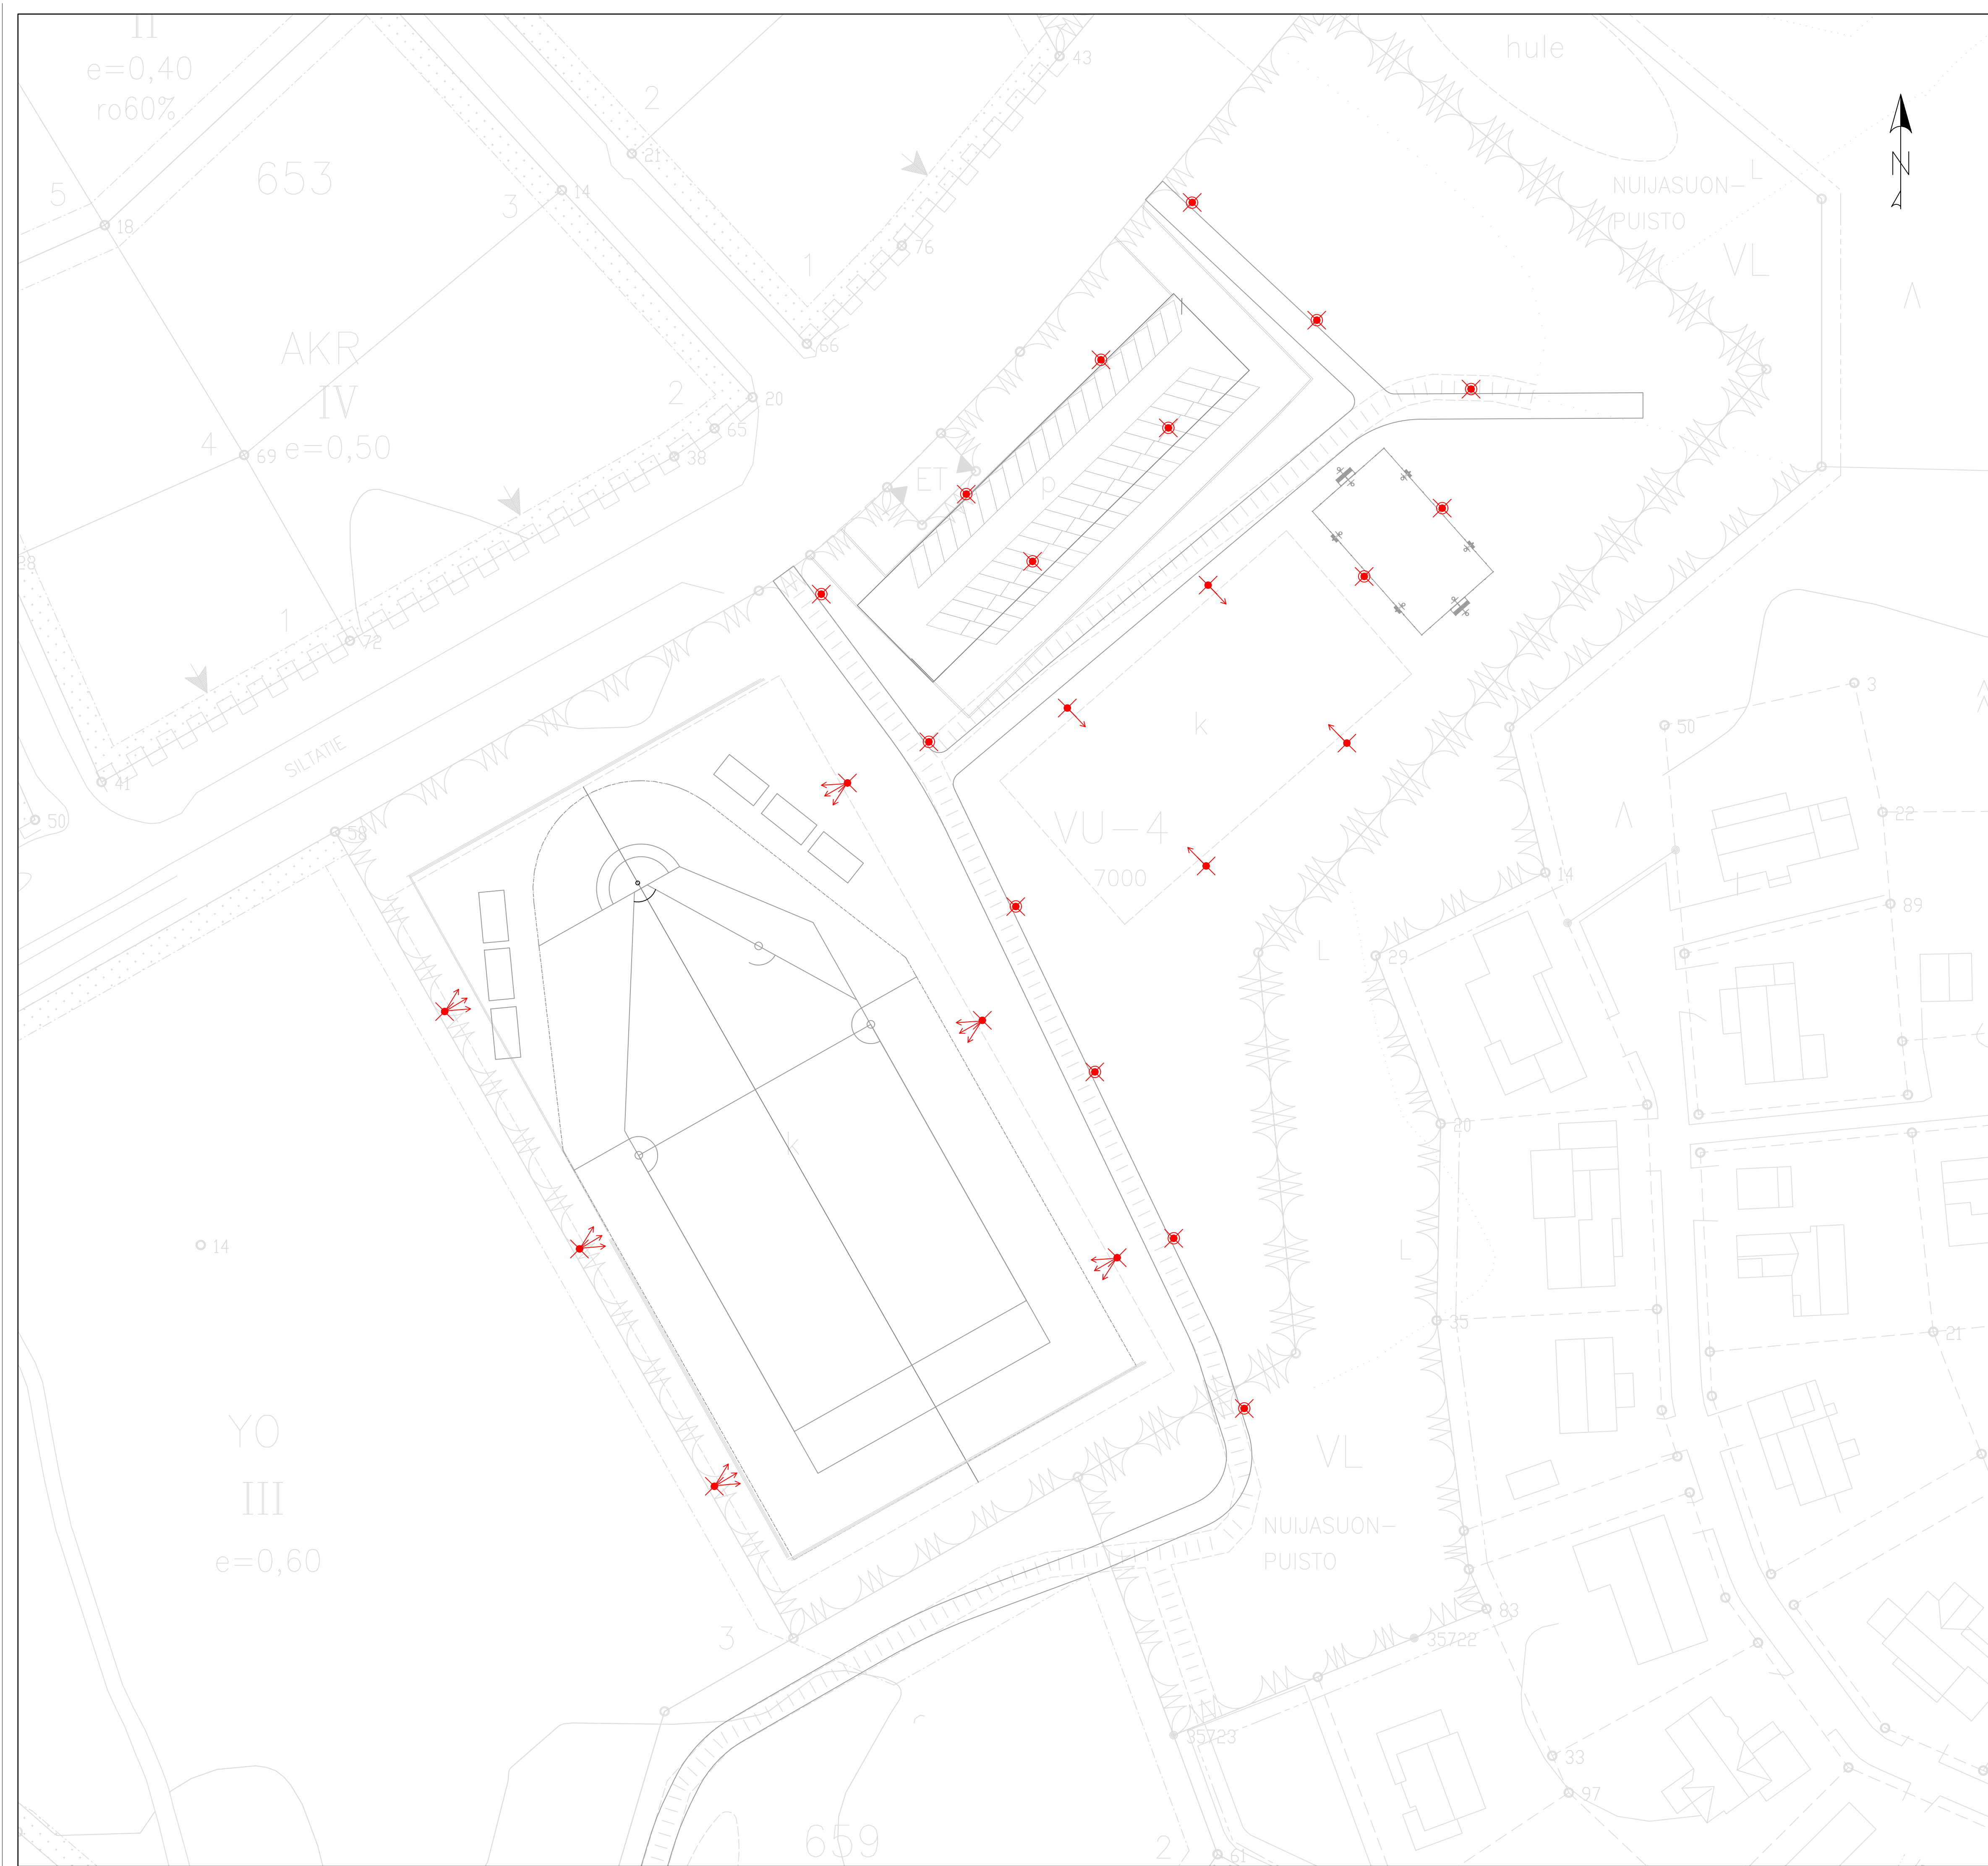 II
e=0,40
ro60%
653
5
18
3
14
2
21
43
hule
N
NUIJASUON-
PUISTO
L
VL
76
1
66
AKR
IV
e=0,50
4
69
2
20
65
38
ET
p
1
72
41
SILTATIE
50
58
k
VU-4
7000
3
50
22
14
89
L
29
20
k
L
35
21
14
YO
III
e=0,60
VL
NUIJASUON-
PUISTO
3
83
35722
35723
33
97
659
2
61